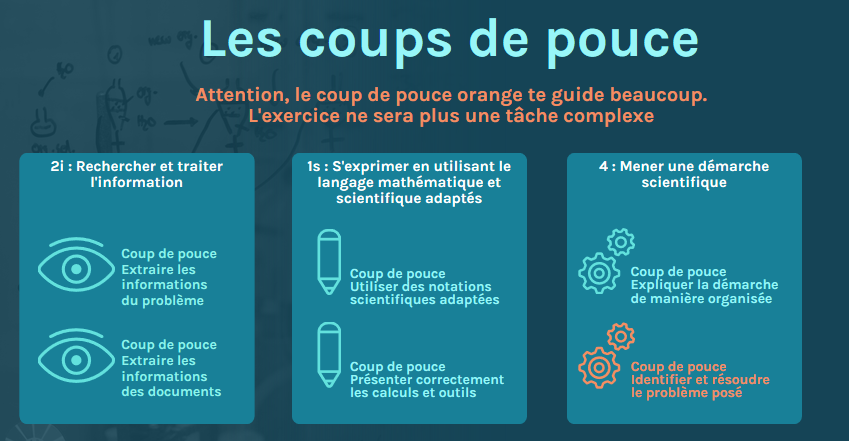 Les coups de pouce
Attention, le coup de pouce orange te guide beaucoup.
L'exercice ne sera plus une tâche complexe
2i : Rechercher et traiter
l'information
Coup de pouce
Extraire les
informations
du problème
Coup de pouce
Extraire les
informations
des documents
1s : S'exprimer en utilisant le
langage mathématique et
scientifique adaptés
Coup de pouce
Utiliser des notations
scientifiques adaptées
Coup de pouce
Présenter correctement
les calculs et outils
4 : Mener une démarche
scientifique
Coup de pouce
Expliquer la démarche
de manière organisée
Coup de pouce
Identifier et résoudre
le problème posé